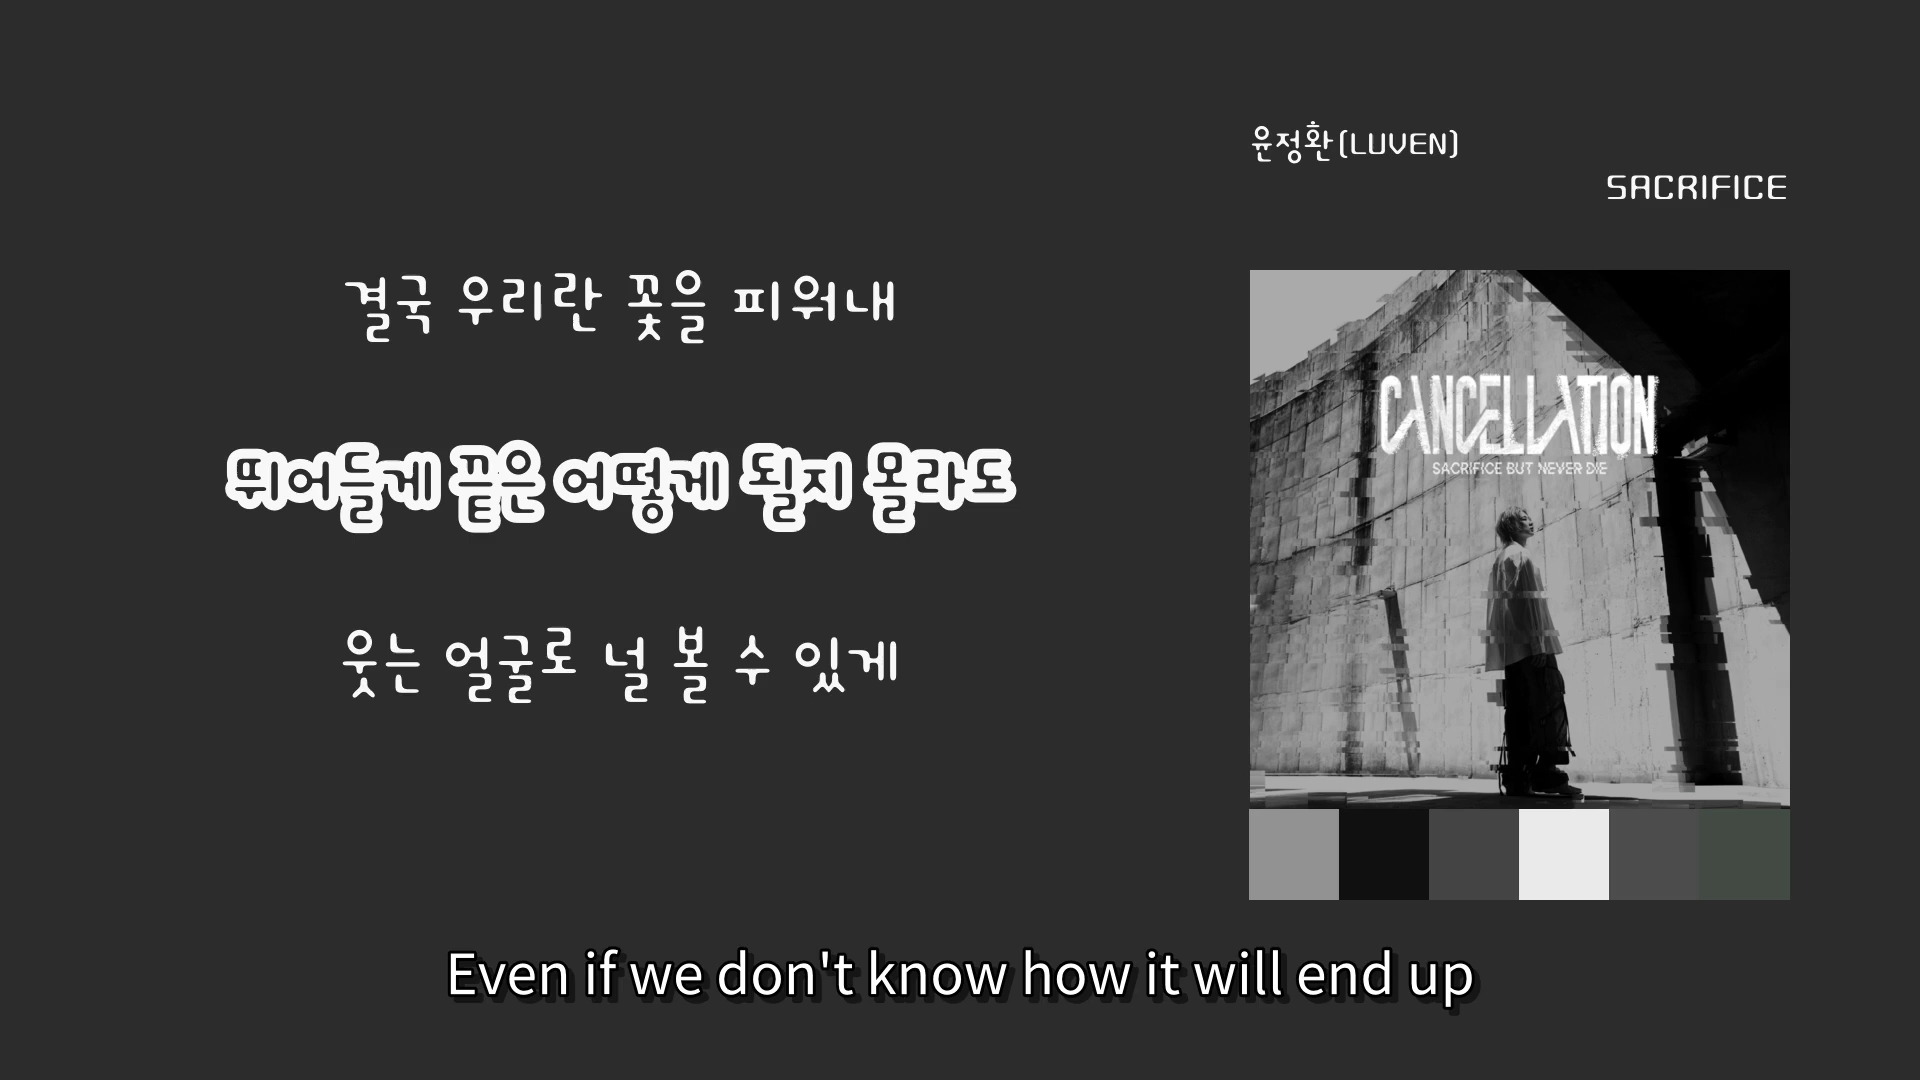 윤정환(LUVEN)
SACRIFICE
결국 우리란 꽃을 피워내
뛰어들게 끝은 어떻게 될지 몰라도
웃는 얼굴로 널 볼 수 있게
CANCELLATION
SACRIFICE BUT NEVER DIE
Even if we don't know how it will end up